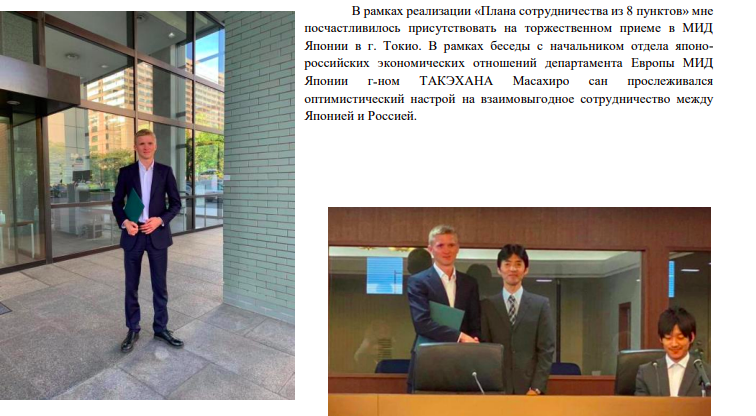 В рамках реализации «Плана сотрудничества из 8 пунктов» мне
посчастливилось присутствовать на торжественном приеме в МИД
Японии в г. Токио. В рамках беседы с начальником отдела японо-
российских экономических отношений департамента Европы МИД
Японии г-ном ТАКЭХАНА Масахиро сан прослеживался
оптимистический настрой на взаимовыгодное сотрудничество между
Японией и Россией.